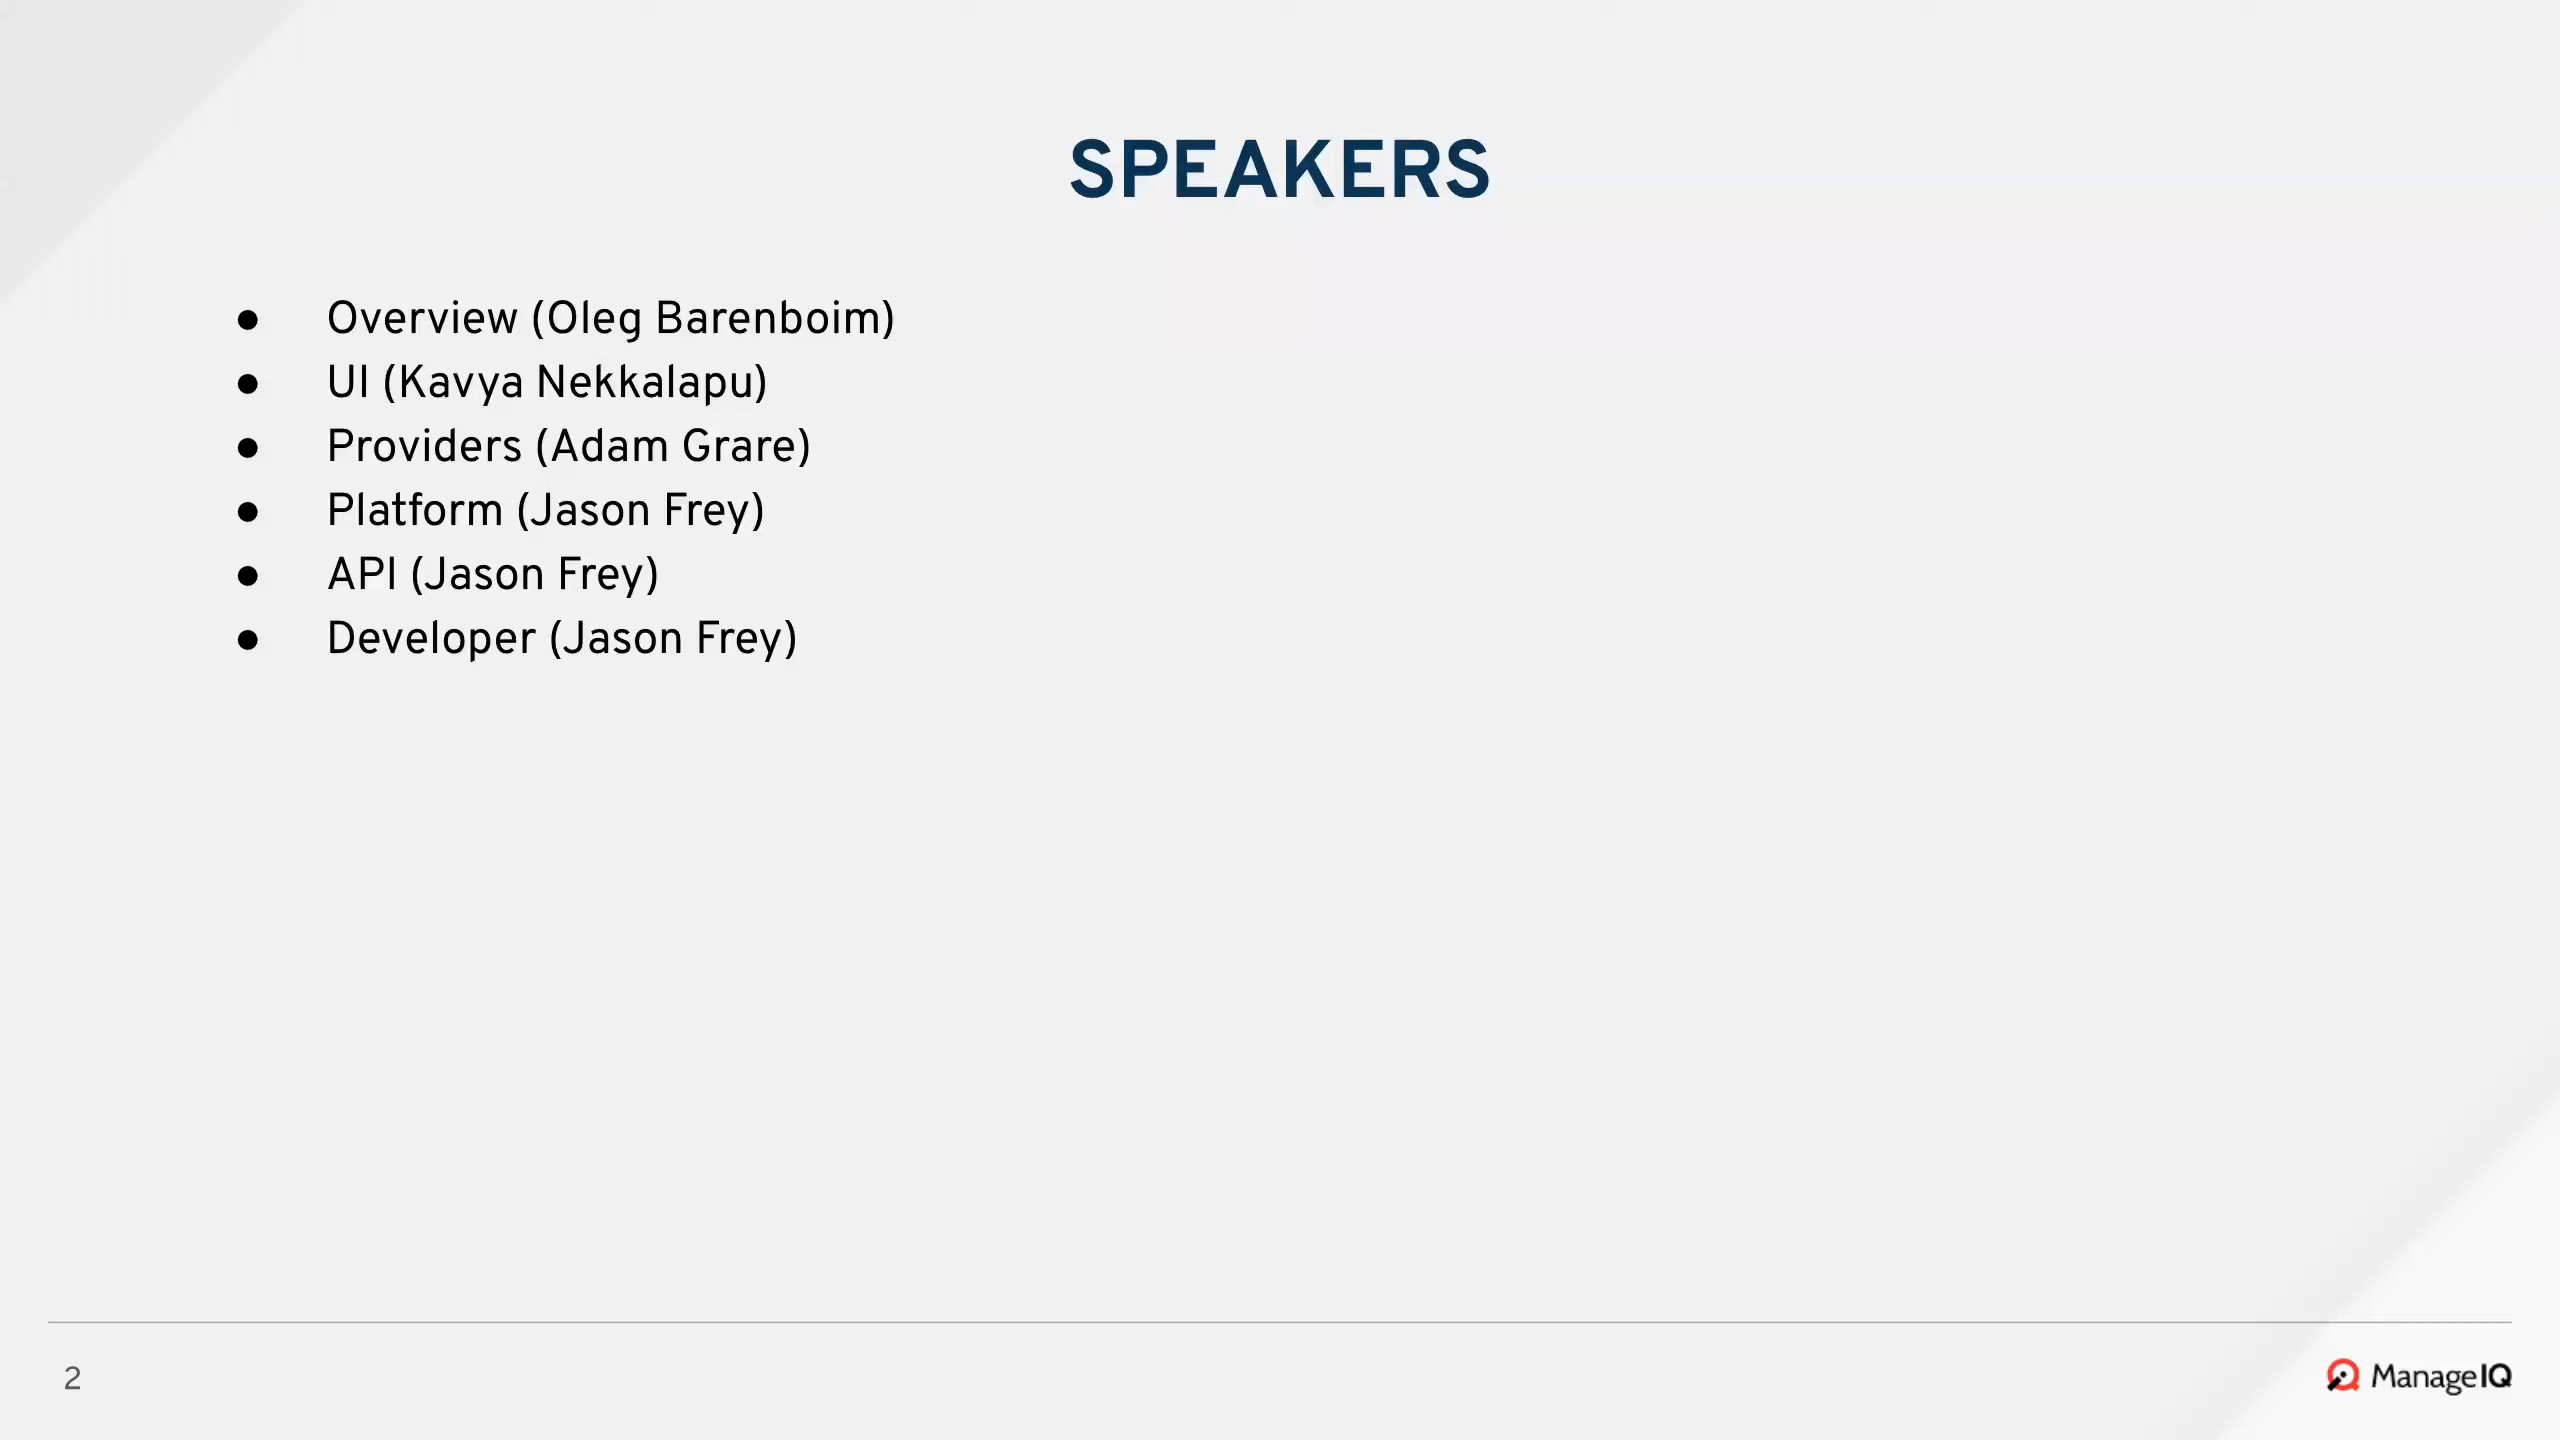 SPEAKERS
● Overview (Oleg Barenboim)
● UI (Kavya Nekkalapu)
● Providers (Adam Grare)
● Platform (Jason Frey)
● API (Jason Frey)
● Developer (Jason Frey)
2
ManageIQ